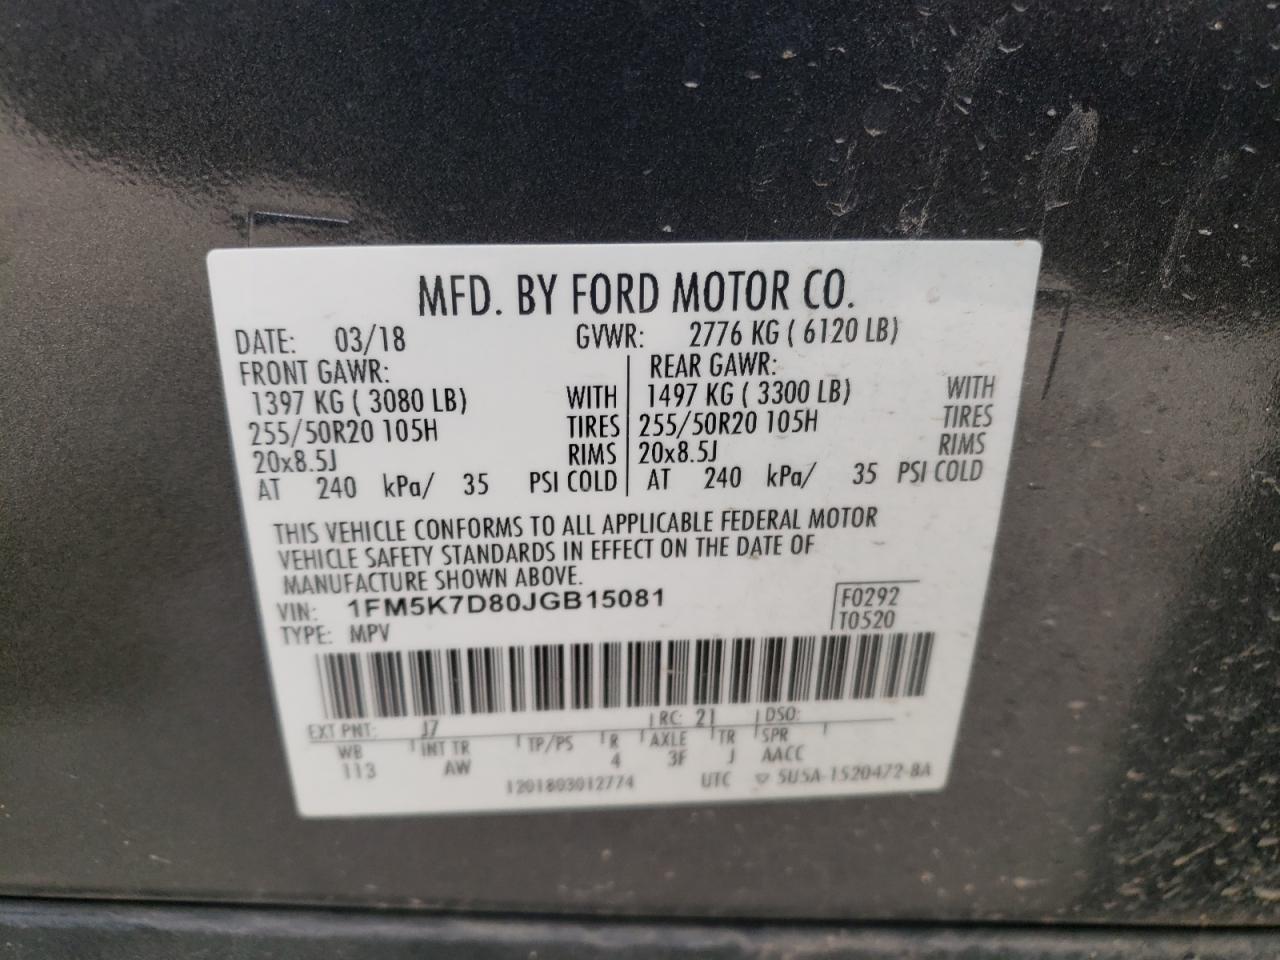 MFD. BY FORD MOTOR CO.
DATE: 03/18 GVWR: 2776 KG ( 6120 LB)
FRONT GAWR: REAR GAWR:
1397 KG ( 3080 LB) WITH 1497 KG ( 3300 LB) WITH
255/50R20 105H TIRES 255/50R20 105H TIRES
20x8.5J RIMS 20x8.5J RIMS
AT 240 kPa/ 35 PSI COLD AT 240 kPa/ 35 PSI COLD
THIS VEHICLE CONFORMS TO ALL APPLICABLE FEDERAL MOTOR
VEHICLE SAFETY STANDARDS IN EFFECT ON THE DATE OF
MANUFACTURE SHOWN ABOVE.
VIN: 1FM5K7D80JGB15081 F0292
TYPE: MPV T0520
EXT PNT: J7 RC: 21 DSO:
WB INT TR TP/PS R AXLE TR SPR
113 AW 4 3F J AACC
1201803012774 UTC 5U5A-1520472-BA